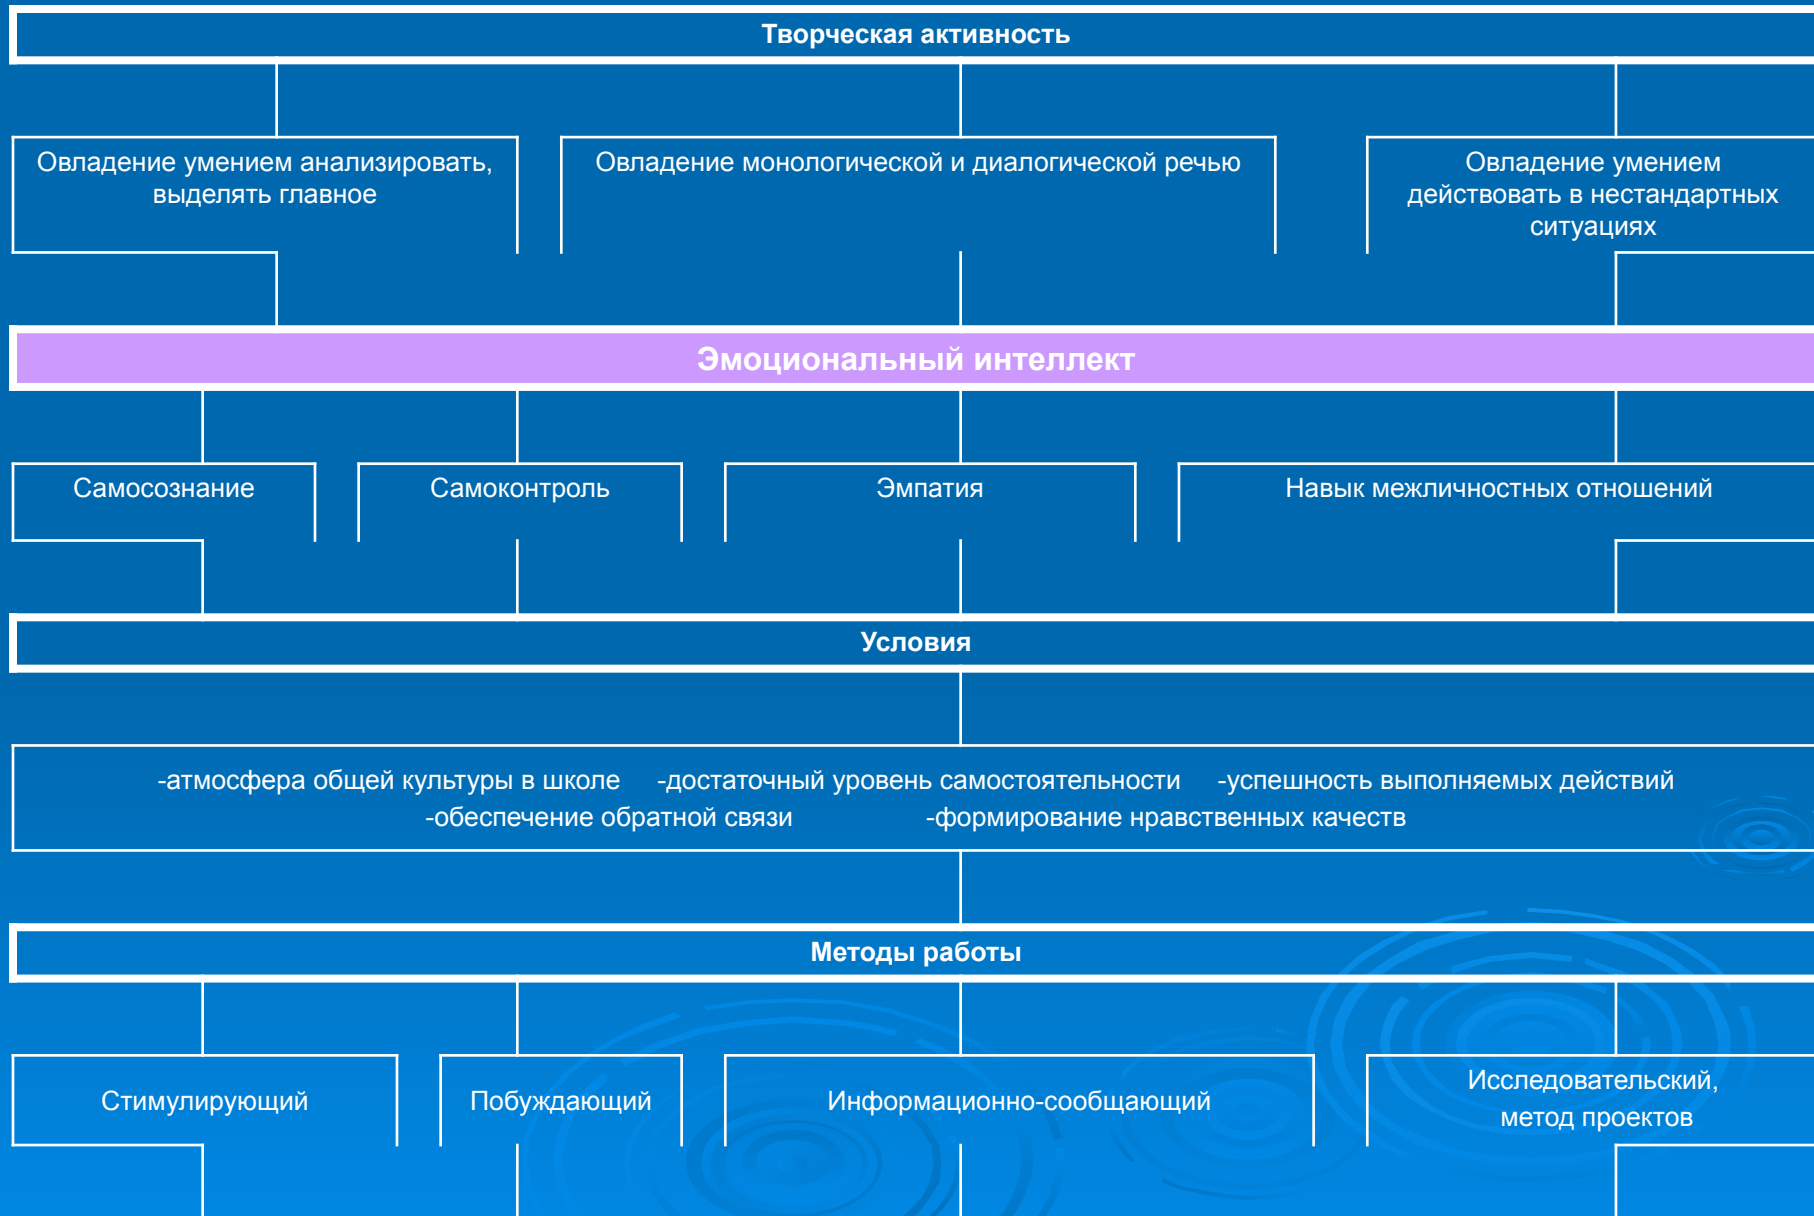 Творческая активность
Овладение умением анализировать,
выделять главное
Овладение монологической и диалогической речью
Овладение умением
действовать в нестандартных
ситуациях
Эмоциональный интеллект
Самосознание
Самоконтроль
Эмпатия
Навык межличностных отношений
Условия
-атмосфера общей культуры в школе -достаточный уровень самостоятельности -успешность выполняемых действий
-обеспечение обратной связи -формирование нравственных качеств
Методы работы
Стимулирующий
Побуждающий
Информационно-сообщающий
Исследовательский,
метод проектов